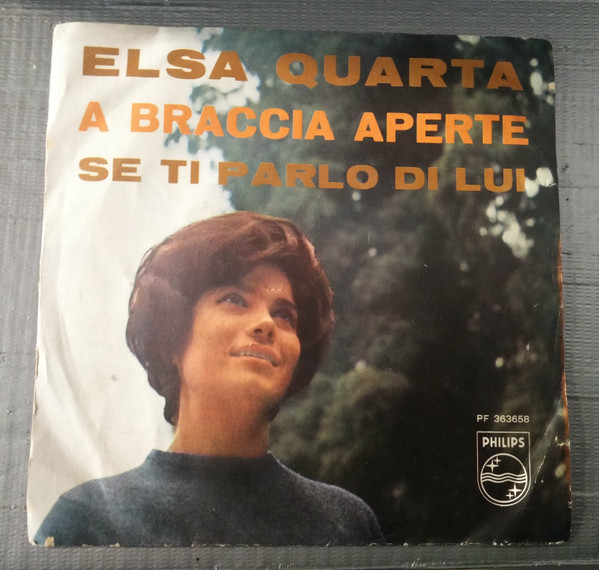 ELSA QUARTA
A BRACCIA APERTE
SE TI PARLO DI LUI
PF 363658
PHILIPS